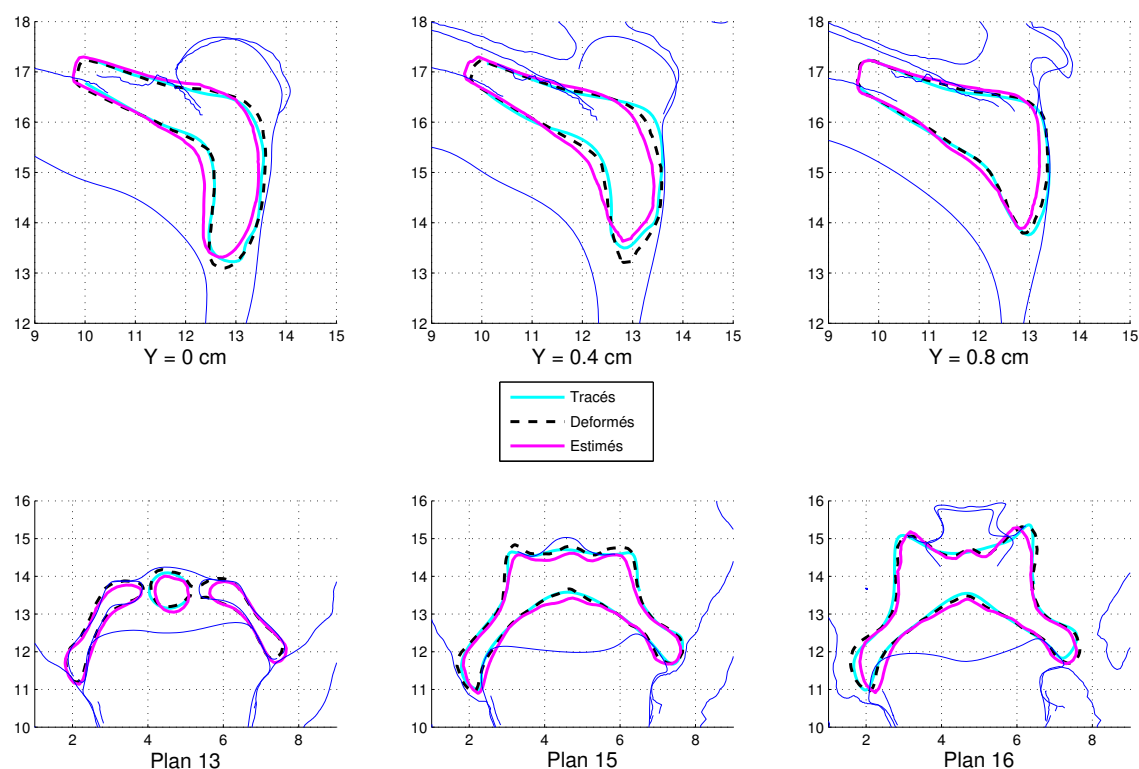 18 18 18
17 17 17
16 16 16
15 15 15
14 14 14
13 13 13
12 12 12
9 10 11 12 13 14 15 9 10 11 12 13 14 15 9 10 11 12 13 14 15
Y = 0 cm Y = 0.4 cm Y = 0.8 cm
Tracés
Deformés
Estimés
16 16 16
15 15 15
14 14 14
13 13 13
12 12 12
11 11 11
10 10 10
2 4 6 8 2 4 6 8 2 4 6 8
Plan 13 Plan 15 Plan 16